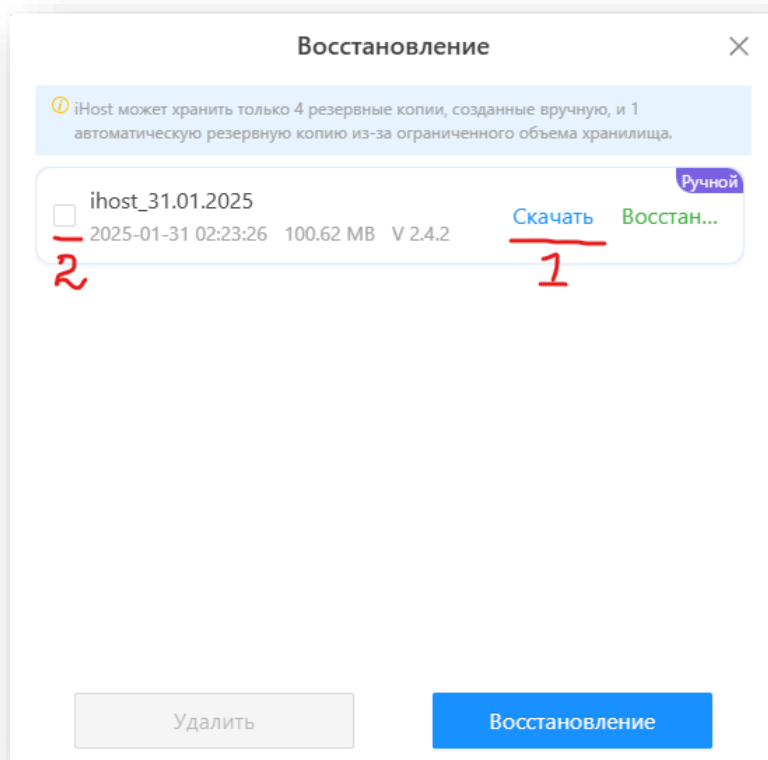 Восстановление
iHost может хранить только 4 резервные копии, созданные вручную, и 1
автоматическую резервную копию из-за ограниченного объема хранилища.
Ручной
ihost_31.01.2025
Скачать Восстан...
2025-01-31 02:23:26 100.62 MB V 2.4.2
2 1
Удалить Восстановление